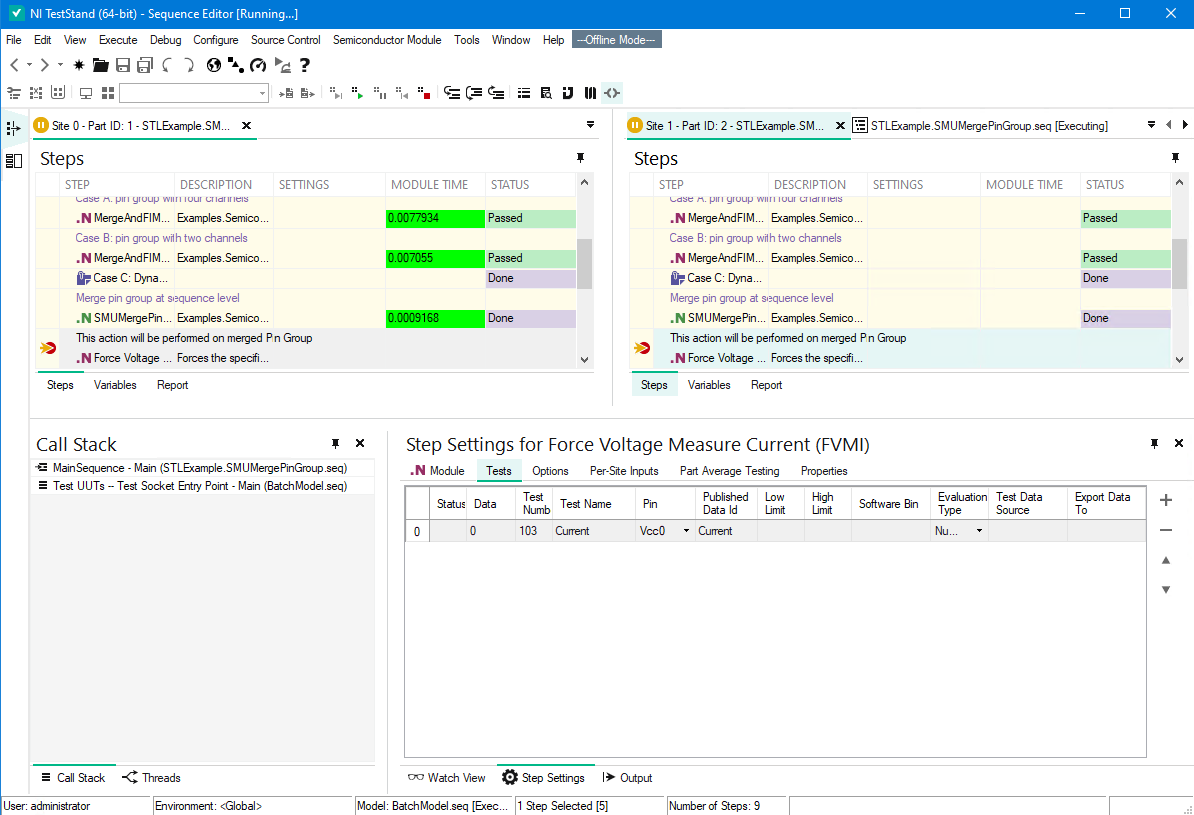 NI TestStand (64-bit) - Sequence Editor [Running...]
File Edit View Execute Debug Configure Source Control Semiconductor Module Tools Window Help ---Offline Mode---
Site 0 - Part ID: 1 - STLExample.SM...
Steps
STEP DESCRIPTION SETTINGS MODULE TIME STATUS
Case A: pin group with four channels
.N MergeAndFIM... Examples.Semico... 0.0077934 Passed
Case B: pin group with two channels
.N MergeAndFIM... Examples.Semico... 0.007055 Passed
Case C: Dyna... Done
Merge pin group at sequence level
.N SMUMergePin... Examples.Semico... 0.0009168 Done
This action will be performed on merged Pin Group
.N Force Voltage ... Forces the specifi...
Steps Variables Report
Site 1 - Part ID: 2 - STLExample.SM... STLExample.SMUMergePinGroup.seq [Executing]
Steps
STEP DESCRIPTION SETTINGS MODULE TIME STATUS
Case A: pin group with four channels
.N MergeAndFIM... Examples.Semico... Passed
Case B: pin group with two channels
.N MergeAndFIM... Examples.Semico... Passed
Case C: Dyna... Done
Merge pin group at sequence level
.N SMUMergePin... Examples.Semico... Done
This action will be performed on merged Pin Group
.N Force Voltage ... Forces the specifi...
Steps Variables Report
Call Stack
MainSequence - Main (STLExample.SMUMergePinGroup.seq)
Test UUTs -- Test Socket Entry Point - Main (BatchModel.seq)
Call Stack Threads
Step Settings for Force Voltage Measure Current (FVMI)
.N Module Tests Options Per-Site Inputs Part Average Testing Properties
Status Data Test Numb Test Name Pin Published Data Id Low Limit High Limit Software Bin Evaluation Type Test Data Source Export Data To
0 0 103 Current Vcc0 Current Nu...
Watch View Step Settings Output
User: administrator Environment: <Global> Model: BatchModel.seq [Exec... 1 Step Selected [5] Number of Steps: 9